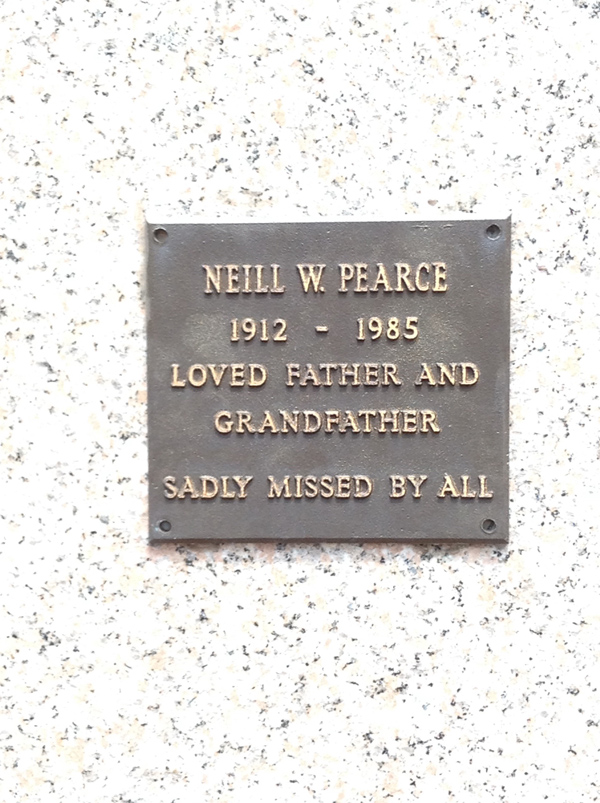 NEILL W. PEARCE
1912 - 1985
LOVED FATHER AND
GRANDFATHER
SADLY MISSED BY ALL